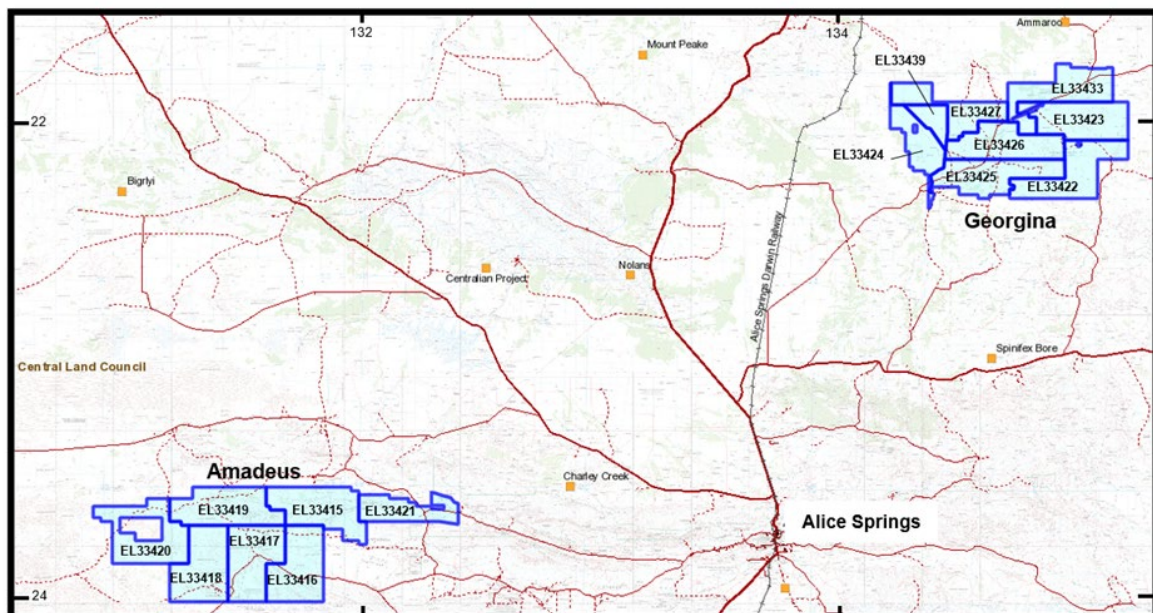 132
134
Ammaroo
Mount Peake
EL33439
EL33433
EL33427
EL33423
22
EL33426
EL33424
EL33425
EL33422
Bigrlyi
Georgina
Nolans
Centralian Project
Alice Springs Darwin Railway
Spinifex Bore
Central Land Council
Amadeus
Charley Creek
EL33419
EL33415
EL33421
Alice Springs
EL33420
EL33417
EL33418
EL33416
24